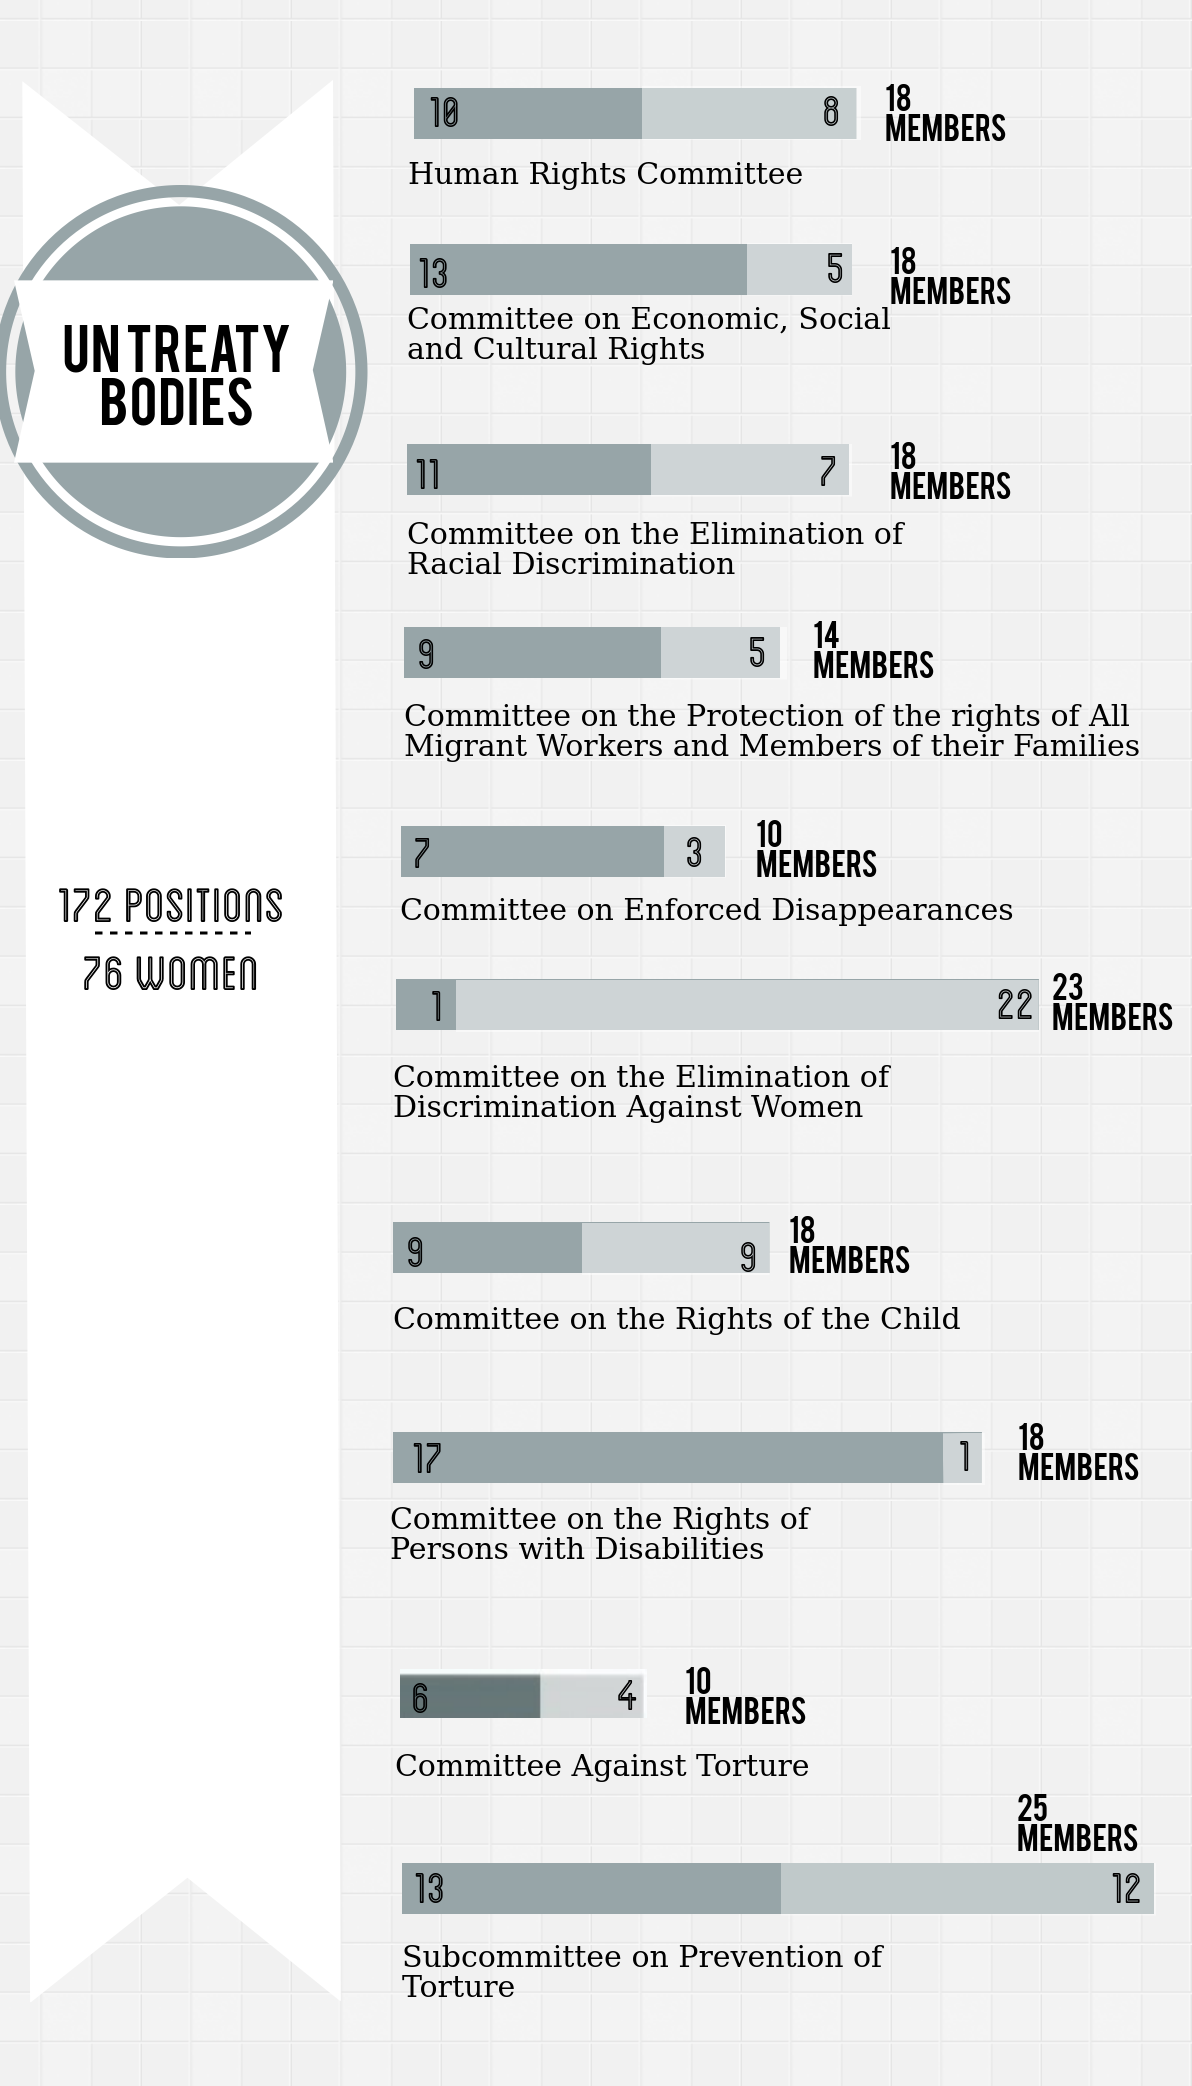 UN TREATY
BODIES
172 POSITIONS
76 WOMEN
10 8
18
MEMBERS
Human Rights Committee
13 5
18
MEMBERS
Committee on Economic, Social
and Cultural Rights
11 7
18
MEMBERS
Committee on the Elimination of
Racial Discrimination
9 5
14
MEMBERS
Committee on the Protection of the rights of All
Migrant Workers and Members of their Families
7 3
10
MEMBERS
Committee on Enforced Disappearances
1 22
23
MEMBERS
Committee on the Elimination of
Discrimination Against Women
9 9
18
MEMBERS
Committee on the Rights of the Child
17 1
18
MEMBERS
Committee on the Rights of
Persons with Disabilities
6 4
10
MEMBERS
Committee Against Torture
25
MEMBERS
13 12
Subcommittee on Prevention of
Torture